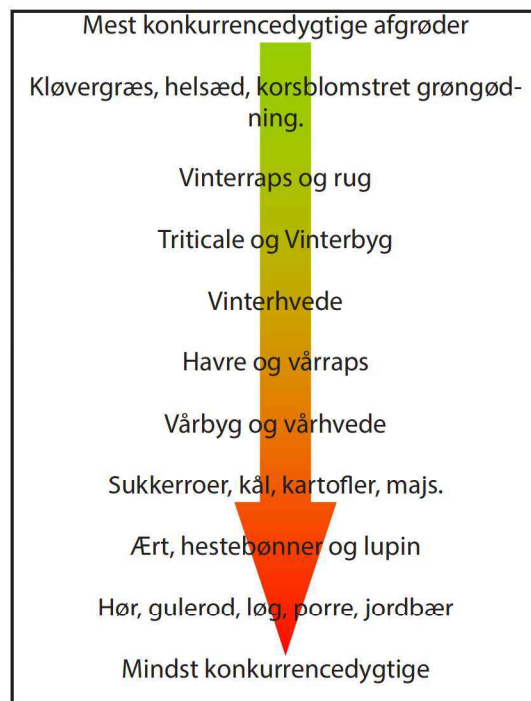 Mest konkurrencedygtige afgrøder
Kløvergræs, helsæd, korsblomstret grøngød-
ning.
Vinterraps og rug
Triticale og Vinterbyg
Vinterhvede
Havre og vårraps
Vårbyg og vårhvede
Sukkerroer, kål, kartofler, majs.
Ært, hestebønner og lupin
Hør, gulerod, løg, porre, jordbær
Mindst konkurrencedygtige